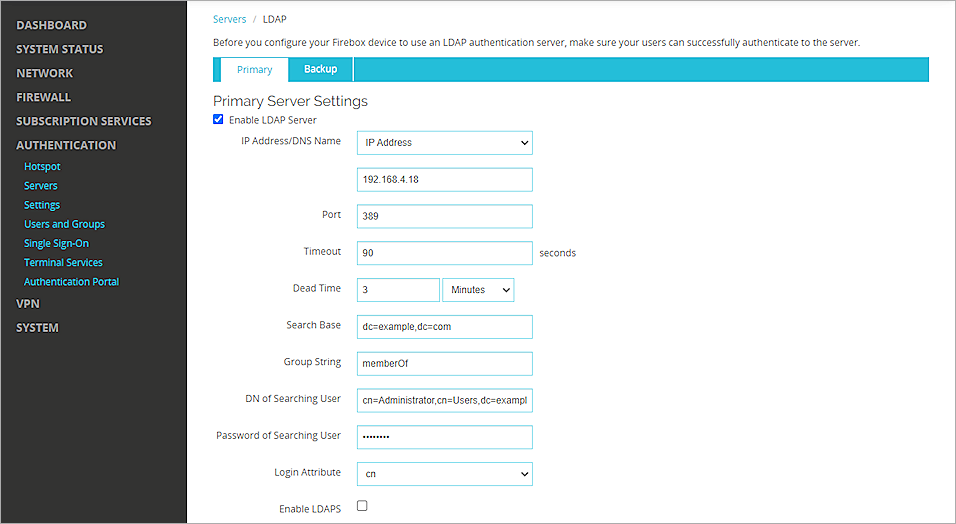 DASHBOARD
SYSTEM STATUS
NETWORK
FIREWALL
SUBSCRIPTION SERVICES
AUTHENTICATION
Hotspot
Servers
Settings
Users and Groups
Single Sign-On
Terminal Services
Authentication Portal
VPN
SYSTEM
Servers / LDAP
Before you configure your Firebox device to use an LDAP authentication server, make sure your users can successfully authenticate to the server.
Primary Backup
Primary Server Settings
Enable LDAP Server
IP Address/DNS Name IP Address
192.168.4.18
Port 389
Timeout 90 seconds
Dead Time 3 Minutes
Search Base dc=example,dc=com
Group String memberOf
DN of Searching User cn=Administrator,cn=Users,dc=exampl
Password of Searching User ••••••••
Login Attribute cn
Enable LDAPS